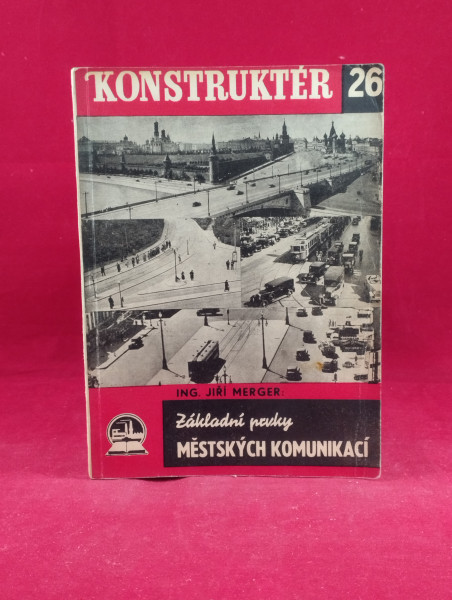 KONSTRUKTÉR 26
ING. JIŘÍ MERGER:
Základní prvky
MĚSTSKÝCH KOMUNIKACÍ